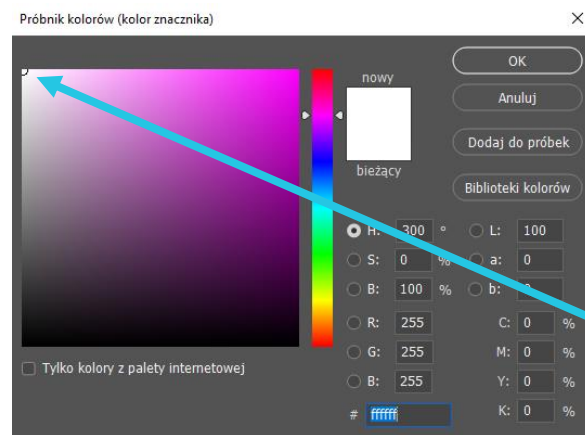 Próbnik kolorów (kolor znacznika)
nowy
bieżący
OK
Anuluj
Dodaj do próbek
Biblioteki kolorów
H: 300 °
S: 0 %
B: 100 %
R: 255
G: 255
B: 255
# ffffff
L: 100
a: 0
b: 0
C: 0 %
M: 0 %
Y: 0 %
K: 0 %
Tylko kolory z palety internetowej